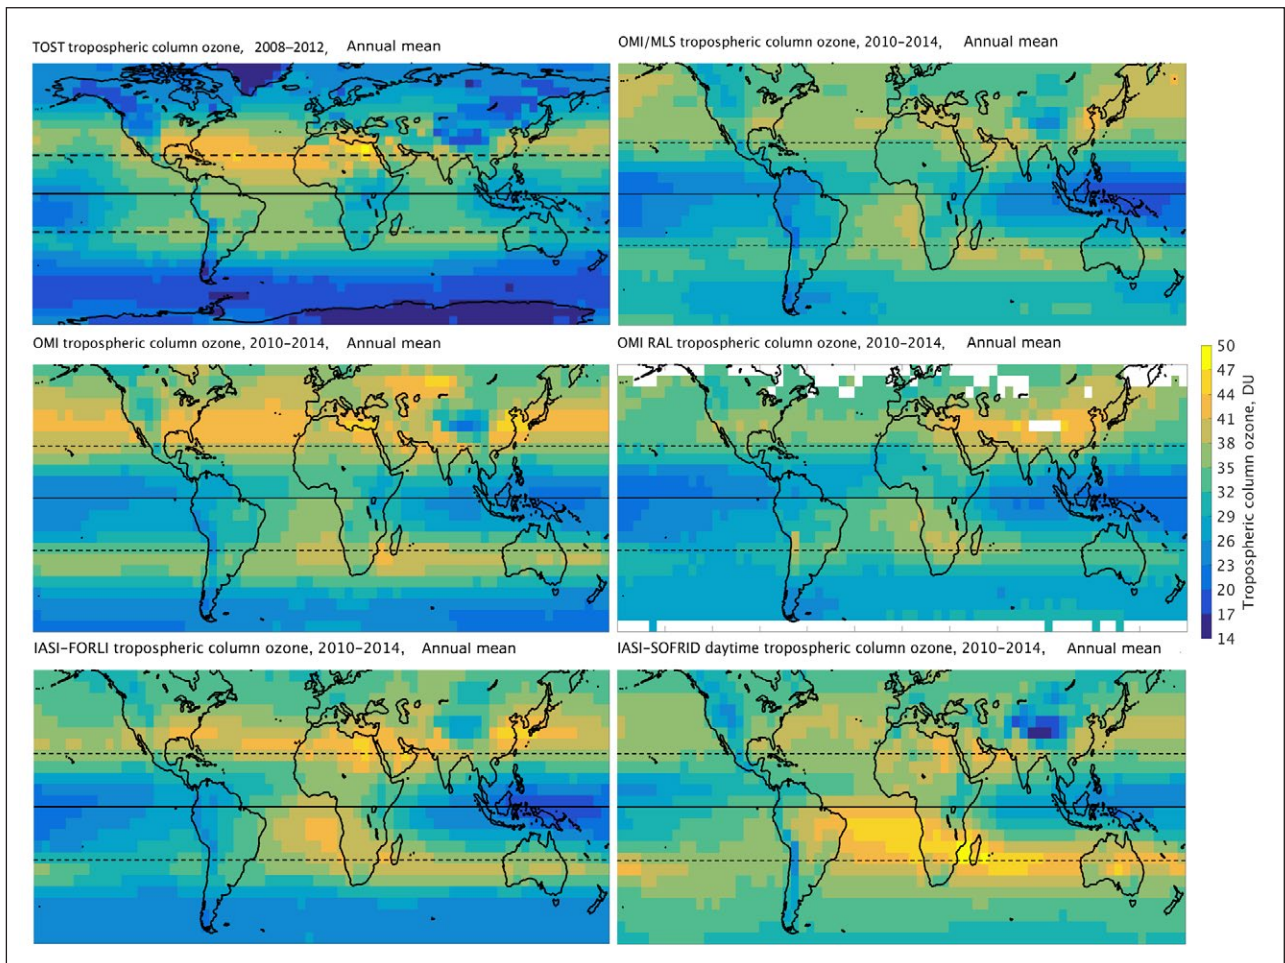 TOST tropospheric column ozone, 2008–2012, Annual mean
OMI/MLS tropospheric column ozone, 2010–2014, Annual mean
OMI tropospheric column ozone, 2010–2014, Annual mean
OMI RAL tropospheric column ozone, 2010–2014, Annual mean
50
47
44
41
38
35
32
29
26
23
20
17
14
Tropospheric column ozone, DU
IASI–FORLI tropospheric column ozone, 2010–2014, Annual mean
IASI–SOFRID daytime tropospheric column ozone, 2010–2014, Annual mean